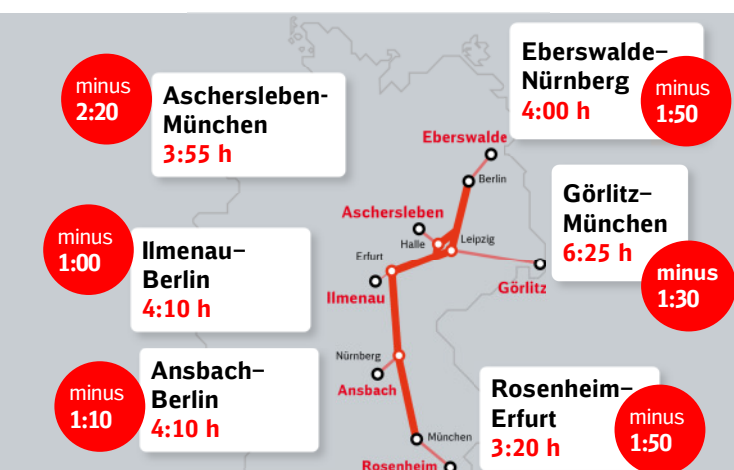 minus
2:20
Aschersleben-
München
3:55 h
Eberswalde–
Nürnberg
4:00 h
minus
1:50
Eberswalde
Berlin
Aschersleben
Halle
Leipzig
Görlitz–
München
6:25 h
minus
1:30
minus
1:00
Ilmenau–
Berlin
4:10 h
Erfurt
Ilmenau
Görlitz
minus
1:10
Ansbach–
Berlin
4:10 h
Nürnberg
Ansbach
München
Rosenheim
Rosenheim–
Erfurt
3:20 h
minus
1:50